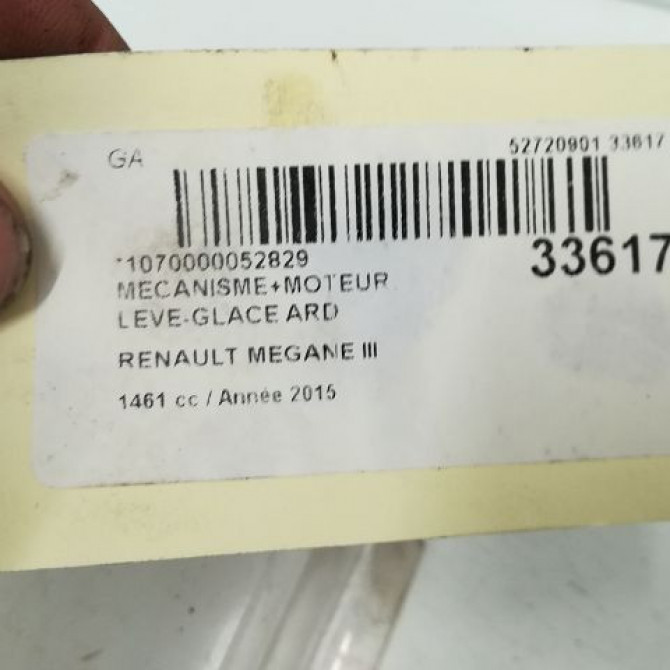 GA
52720901 33617
*1070000052829
33617
MECANISME+MOTEUR
LEVE-GLACE ARD
RENAULT MEGANE III
1461 cc / Année 2015